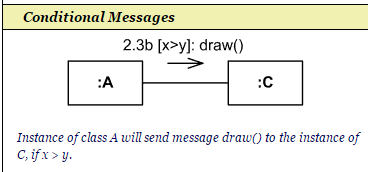 Conditional Messages
2.3b [x>y]: draw()
:A
:C
Instance of class A will send message draw() to the instance of
C, if x > y.